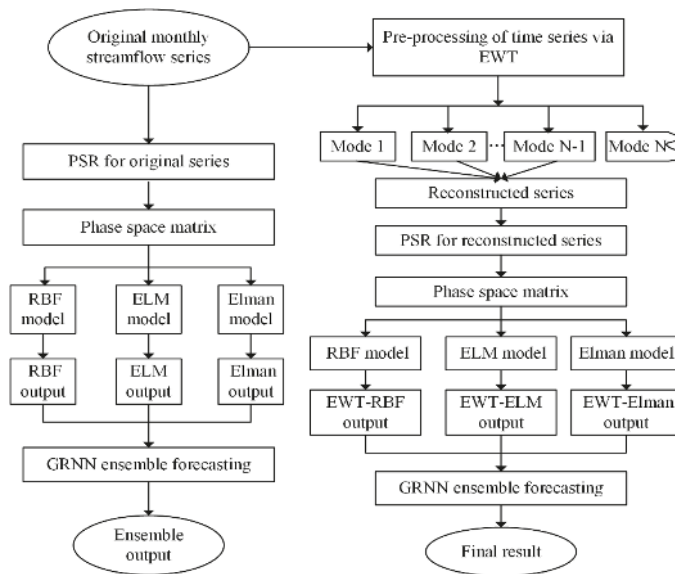 Original monthly
streamflow series
Pre-processing of time series via
EWT
Mode 1
Mode 2
...
Mode N-1
Mode N
PSR for original series
Reconstructed series
Phase space matrix
PSR for reconstructed series
Phase space matrix
RBF
model
ELM
model
Elman
model
RBF model
ELM model
Elman model
RBF
output
ELM
output
Elman
output
EWT-RBF
output
EWT-ELM
output
EWT-Elman
output
GRNN ensemble forecasting
GRNN ensemble forecasting
Ensemble
output
Final result